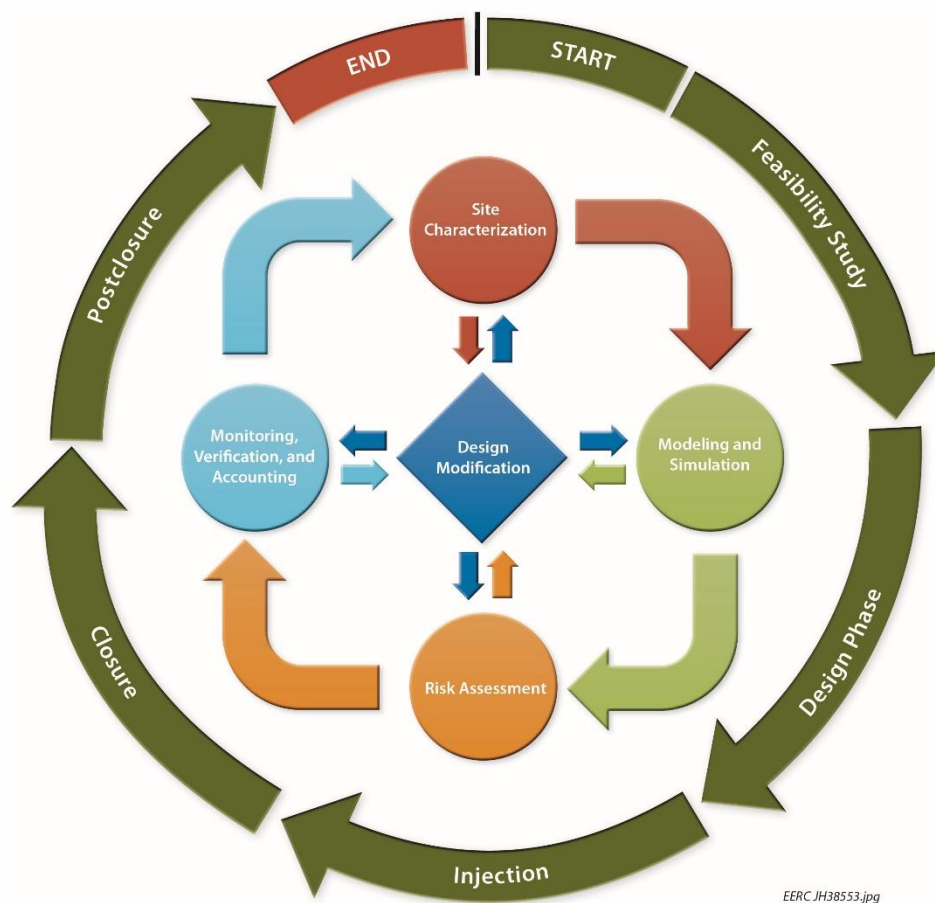 END
START
Feasibility Study
Design Phase
Injection
Closure
Postclosure
Site
Characterization
Modeling and
Simulation
Risk Assessment
Monitoring,
Verification, and
Accounting
Design
Modification
EERC JH38553.jpg